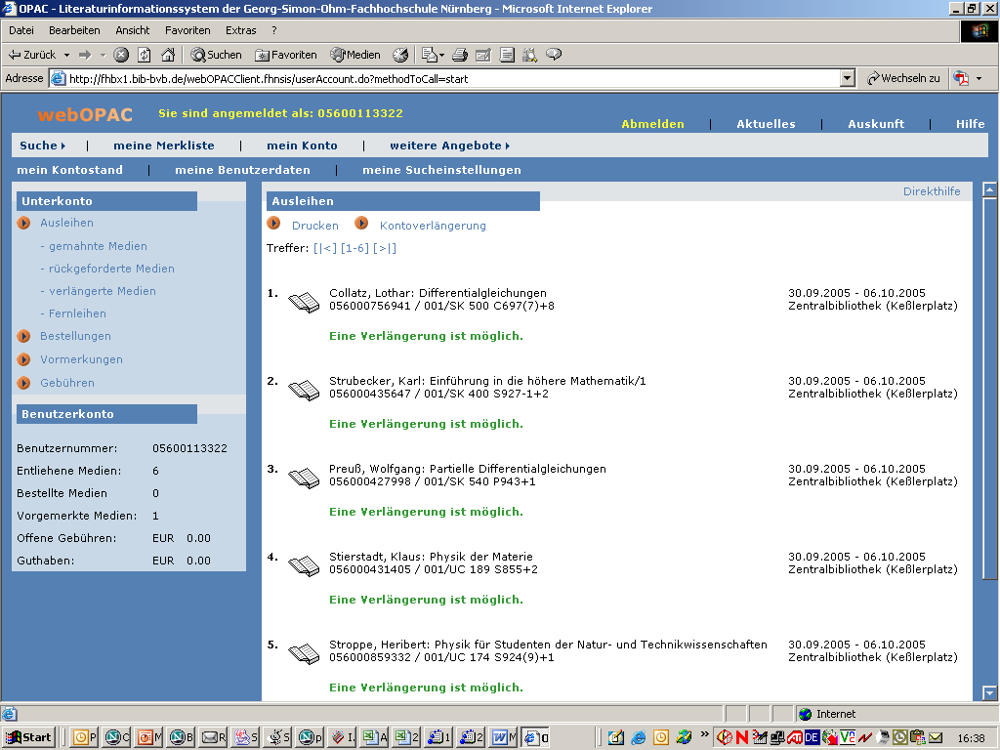 OPAC - Literaturinformationssystem der Georg-Simon-Ohm-Fachhochschule Nürnberg - Microsoft Internet Explorer
Datei Bearbeiten Ansicht Favoriten Extras ?
Zurück Suchen Favoriten Medien
Adresse http://fhbx1.bib-bvb.de/webOPACClient.fhnsis/userAccount.do?methodToCall=start Wechseln zu
webOPAC Sie sind angemeldet als: 05600113322
Abmelden | Aktuelles | Auskunft | Hilfe
Suche | meine Merkliste | mein Konto | weitere Angebote
mein Kontostand | meine Benutzerdaten | meine Sucheinstellungen
Unterkonto
Ausleihen
- gemahnte Medien
- rückgeforderte Medien
- verlängerte Medien
- Fernleihen
Bestellungen
Vormerkungen
Gebühren
Benutzerkonto
Benutzernummer: 05600113322
Entliehene Medien: 6
Bestellte Medien 0
Vorgemerkte Medien: 1
Offene Gebühren: EUR 0.00
Guthaben: EUR 0.00
Direkthilfe
Ausleihen
Drucken Kontoverlängerung
Treffer: [|<] [1-6] [>|]
1. Collatz, Lothar: Differentialgleichungen 30.09.2005 - 06.10.2005
056000756941 / 001/SK 500 C697(7)+8 Zentralbibliothek (Keßlerplatz)
Eine Verlängerung ist möglich.
2. Strubecker, Karl: Einführung in die höhere Mathematik/1 30.09.2005 - 06.10.2005
056000435647 / 001/SK 400 S927-1+2 Zentralbibliothek (Keßlerplatz)
Eine Verlängerung ist möglich.
3. Preuß, Wolfgang: Partielle Differentialgleichungen 30.09.2005 - 06.10.2005
056000427998 / 001/SK 540 P943+1 Zentralbibliothek (Keßlerplatz)
Eine Verlängerung ist möglich.
4. Stierstadt, Klaus: Physik der Materie 30.09.2005 - 06.10.2005
056000431405 / 001/UC 189 S855+2 Zentralbibliothek (Keßlerplatz)
Eine Verlängerung ist möglich.
5. Stroppe, Heribert: Physik für Studenten der Natur- und Technikwissenschaften 30.09.2005 - 06.10.2005
056000859332 / 001/UC 174 S924(9)+1 Zentralbibliothek (Keßlerplatz)
Eine Verlängerung ist möglich.
Internet
Start P C M B R S S p I. A 2 1 2 M O » DE 16:38